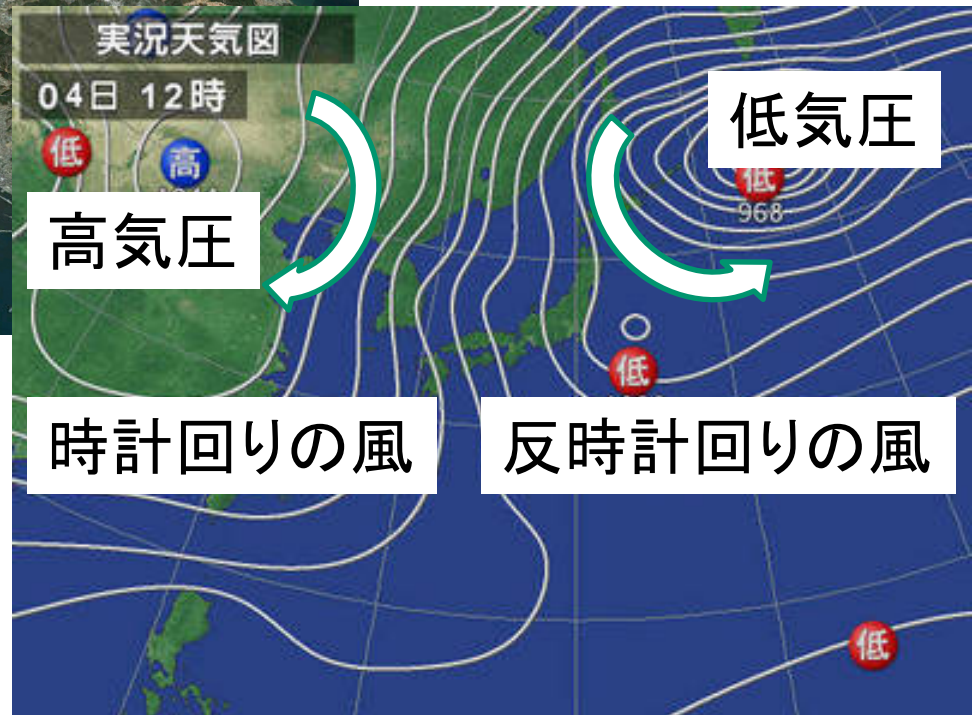 実況天気図
04日 12時
低
高
高気圧
低気圧
低
968
低
時計回りの風
反時計回りの風
低